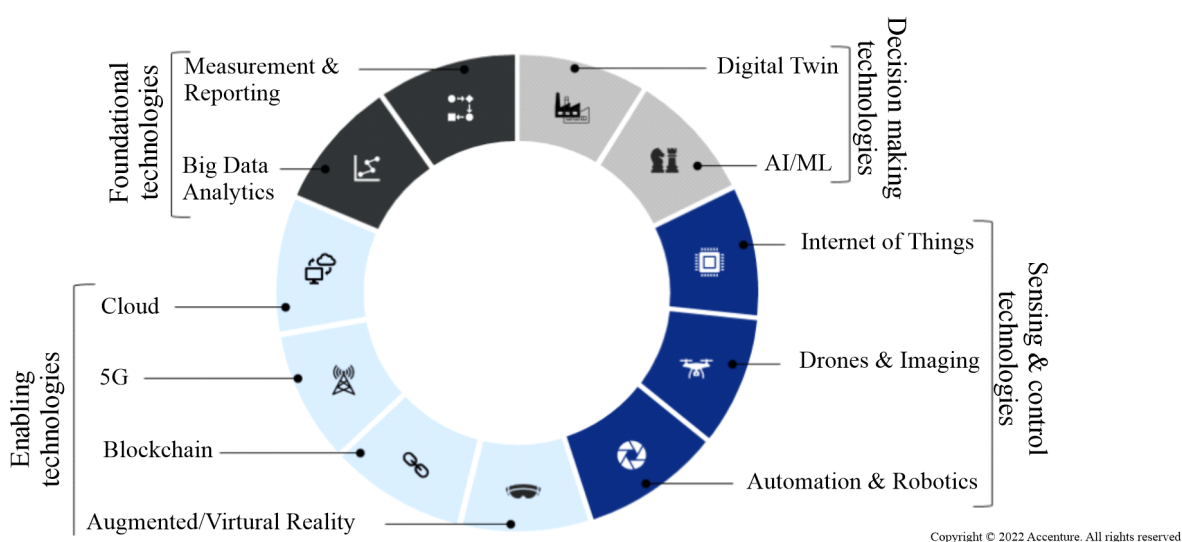 Foundational
technologies
Measurement &
Reporting
Big Data
Analytics
Digital Twin
AI/ML
Decision making
technologies
Internet of Things
Drones & Imaging
Automation & Robotics
Sensing & control
technologies
Enabling
technologies
Cloud
5G
Blockchain
Augmented/Virtural Reality
Copyright © 2022 Accenture. All rights reserved